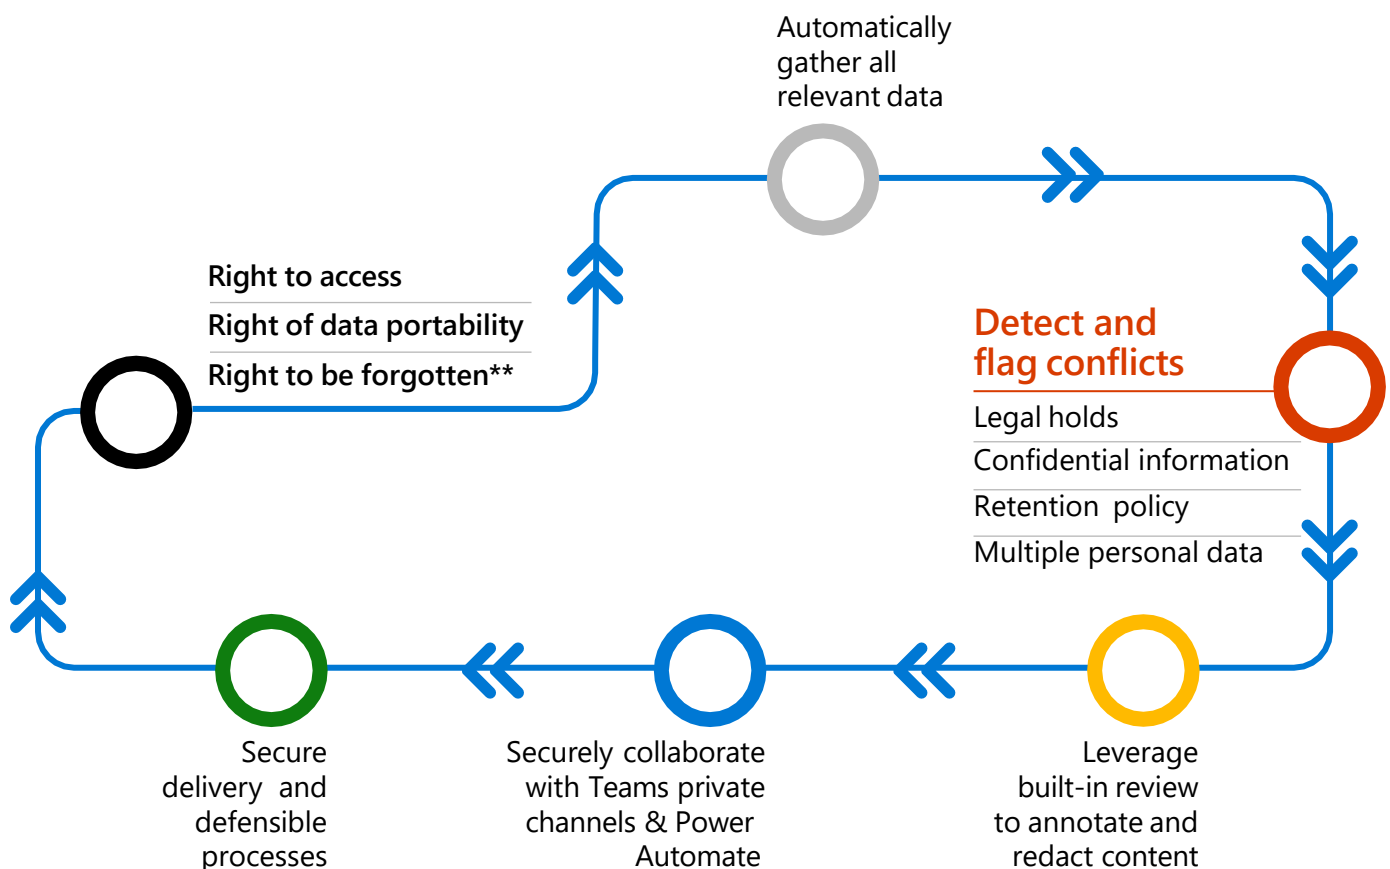 Automatically
gather all
relevant data
Right to access
Right of data portability
Right to be forgotten**
Detect and
flag conflicts
Legal holds
Confidential information
Retention policy
Multiple personal data
Secure
delivery and
defensible
processes
Securely collaborate
with Teams private
channels & Power
Automate
Leverage
built-in review
to annotate and
redact content